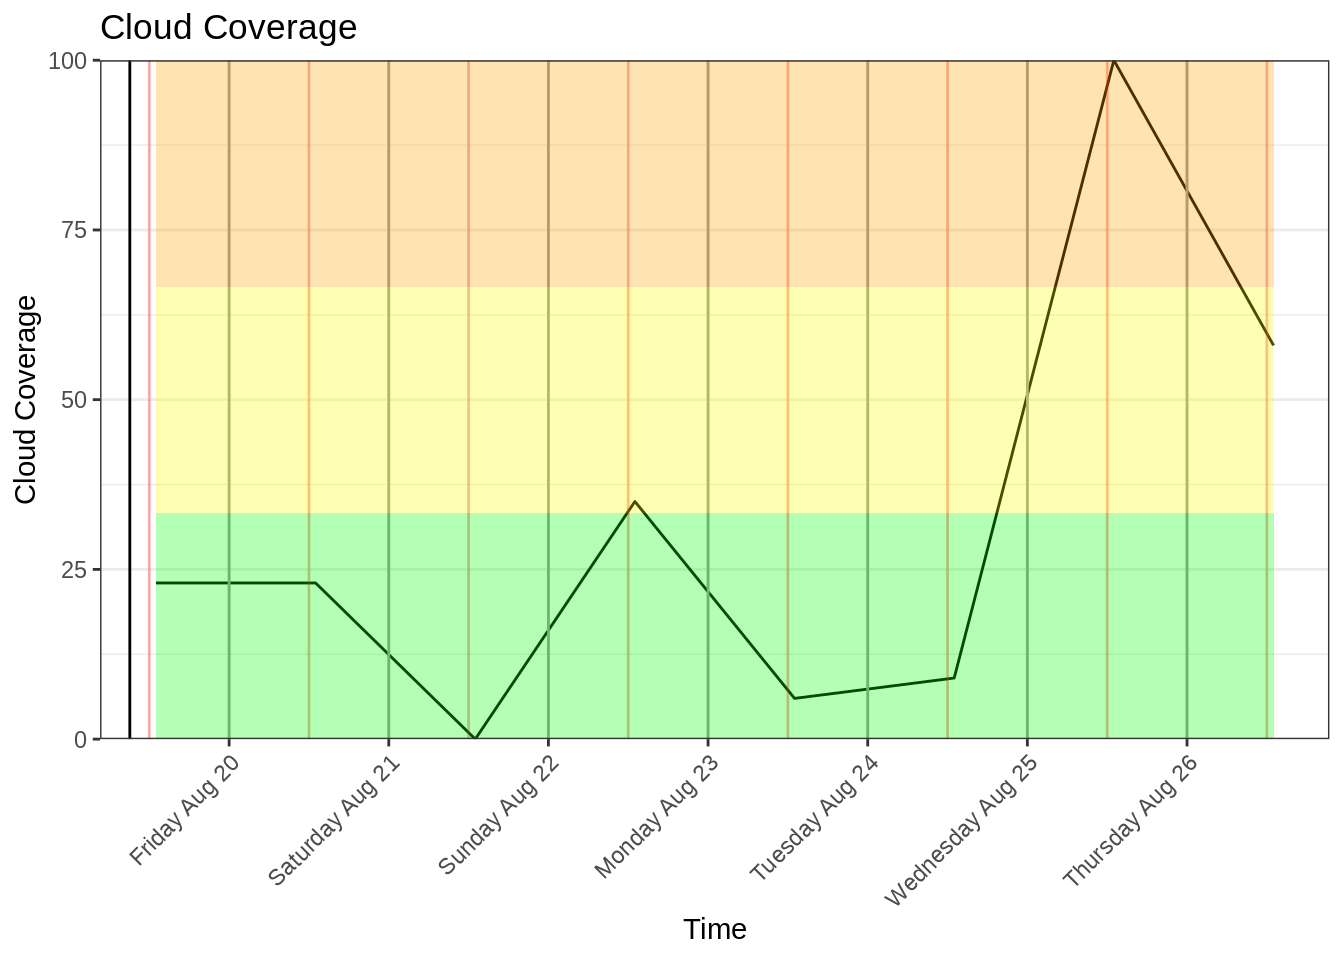 Cloud Coverage
100
75
50
25
0
Cloud Coverage
Friday Aug 20
Saturday Aug 21
Sunday Aug 22
Monday Aug 23
Tuesday Aug 24
Wednesday Aug 25
Thursday Aug 26
Time